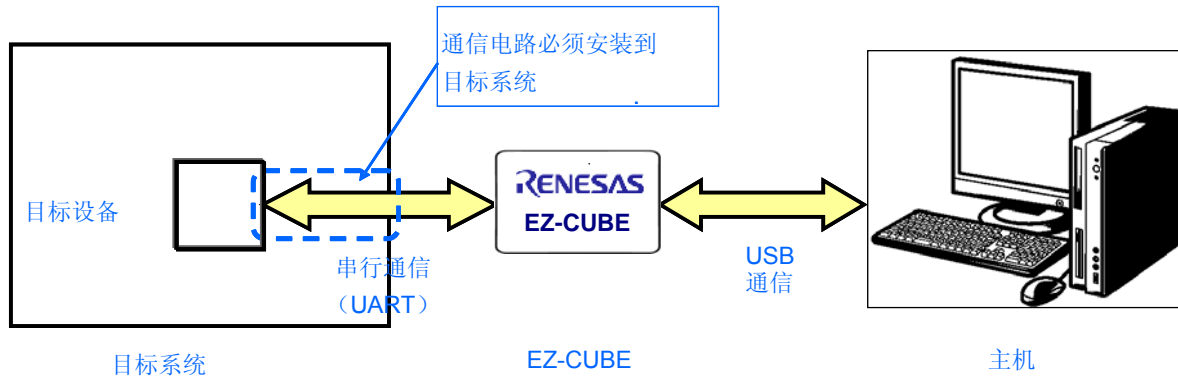 通信电路必须安装到
目标系统
RENESAS
EZ-CUBE
目标设备
串行通信
（UART）
USB
通信
目标系统
EZ-CUBE
主机